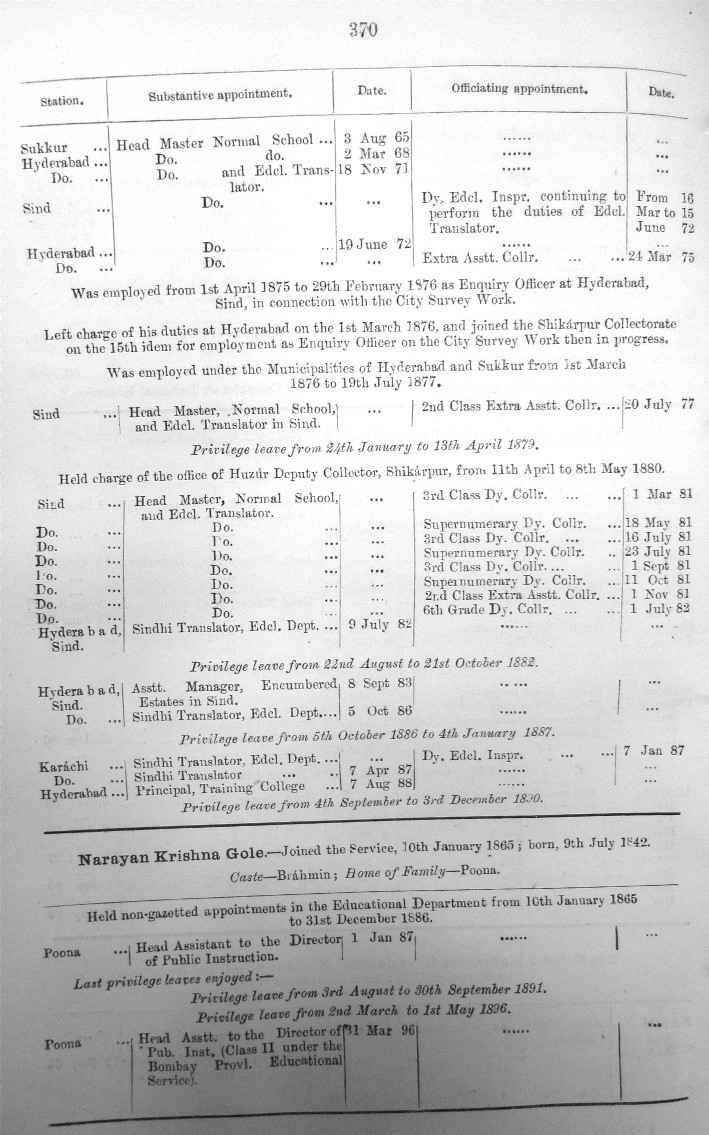 370
Station. Substantive appointment. Date. Officiating appointment. Date.
Sukkur ... Head Master Normal School ... 3 Aug 65 ...... ...
Hyderabad ... Do. do. 2 Mar 68 ...... ...
Do. ... Do. and Edcl. Trans- 18 Nov 71 ...... ...
lator.
Sind ... Do. ... ... Dy. Edcl. Inspr. continuing to From 16
perform the duties of Edcl. Mar to 15
Translator. June 72
Hyderabad ... Do. ... 19 June 72 ...... ...
Do. ... Do. ... ... Extra Asstt. Collr. ... ... 24 Mar 75
Was employed from 1st April 1875 to 29th February 1876 as Enquiry Officer at Hyderabad,
Sind, in connection with the City Survey Work.
Left charge of his duties at Hyderabad on the 1st March 1876, and joined the Shikárpur Collectorate
on the 15th idem for employment as Enquiry Officer on the City Survey Work then in progress.
Was employed under the Municipalities of Hyderabad and Sukkur from 1st March
1876 to 19th July 1877.
Sind ... Head Master, Normal School, ... 2nd Class Extra Asstt. Collr. ... 20 July 77
and Edcl. Translator in Sind.
Privilege leave from 24th January to 13th April 1879.
Held charge of the office of Huzúr Deputy Collector, Shikárpur, from 11th April to 8th May 1880.
Sind ... Head Master, Normal School, ... 3rd Class Dy. Collr. ... ... 1 Mar 81
and Edcl. Translator.
Do. ... Do. ... ... Supernumerary Dy. Collr. ... 18 May 81
Do. ... Do. ... ... 3rd Class Dy. Collr. ... ... 16 July 81
Do. ... Do. ... ... Supernumerary Dy. Collr. .. 23 July 81
Do. ... Do. ... ... 3rd Class Dy. Collr. ... ... 1 Sept 81
Do. ... Do. ... ... Supernumerary Dy. Collr. ... 11 Oct 81
Do. ... Do. ... ... 2nd Class Extra Asstt. Collr. ... 1 Nov 81
Do. ... Do. ... ... 6th Grade Dy. Collr. ... ... 1 July 82
Hyderabad, Sindhi Translator, Edcl. Dept. ... 9 July 82 ...... ...
Sind.
Privilege leave from 22nd August to 21st October 1882.
Hyderabad, Asstt. Manager, Encumbered 8 Sept 83 ...... ...
Sind. Estates in Sind.
Do. ... Sindhi Translator, Edcl. Dept.... 5 Oct 86 ...... ...
Privilege leave from 5th October 1886 to 4th January 1887.
Karáchi ... Sindhi Translator, Edcl. Dept. ... ... Dy. Edcl. Inspr. ... ... 7 Jan 87
Do. ... Sindhi Translator ... .. 7 Apr 87 ...... ...
Hyderabad ... Principal, Training College ... 7 Aug 88 ...... ...
Privilege leave from 4th September to 3rd December 1890.
Narayan Krishna Gole.—Joined the Service, 10th January 1865; born, 9th July 1842.
Caste—Bráhmin; Home of Family—Poona.
Held non-gazetted appointments in the Educational Department from 10th January 1865
to 31st December 1886.
Poona ... Head Assistant to the Director 1 Jan 87 ...... ...
of Public Instruction.
Last privilege leaves enjoyed:—
Privilege leave from 3rd August to 30th September 1891.
Privilege leave from 2nd March to 1st May 1896.
Poona ... Head Asstt. to the Director of 31 Mar 96 ...... ...
Pub. Inst. (Class II under the
Bombay Provl. Educational
Service).